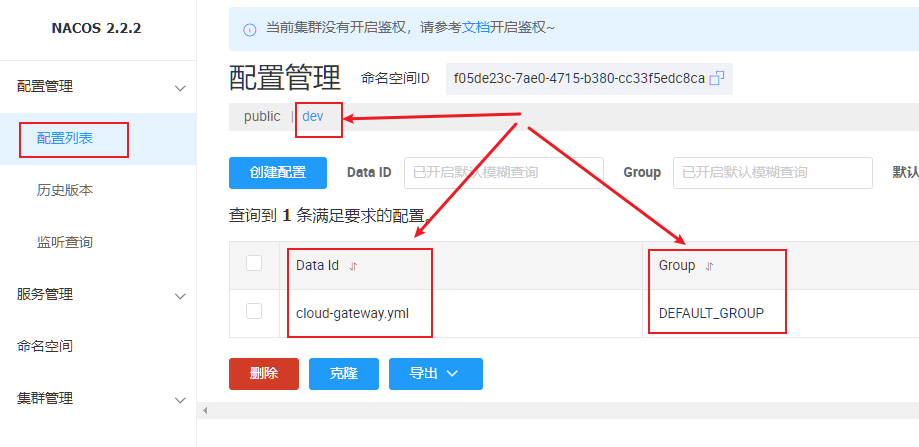 NACOS 2.2.2
配置管理
配置列表
历史版本
监听查询
服务管理
命名空间
集群管理
当前集群没有开启鉴权，请参考文档开启鉴权~
配置管理 命名空间ID f05de23c-7ae0-4715-b380-cc33f5edc8ca
public | dev
创建配置 Data ID 已开启默认模糊查询 Group 已开启默认模糊查询 默认
查询到 1 条满足要求的配置。
Data Id Group
cloud-gateway.yml DEFAULT_GROUP
删除 克隆 导出